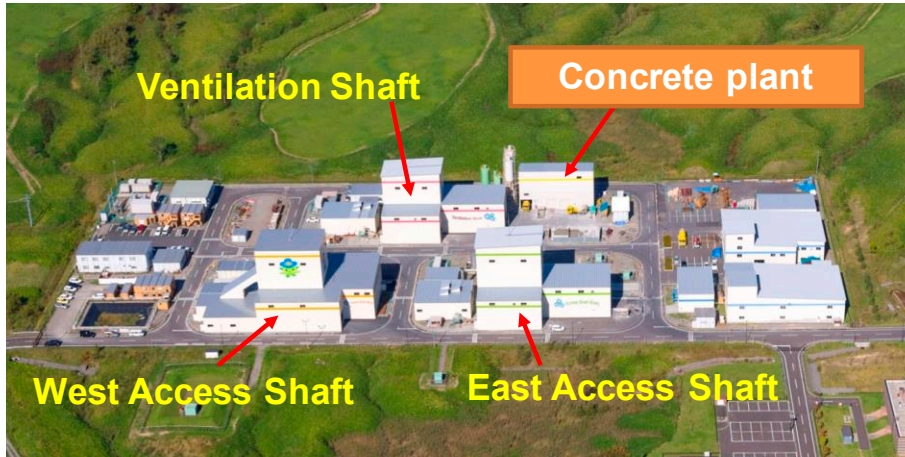 Concrete plant
Ventilation Shaft
West Access Shaft
East Access Shaft